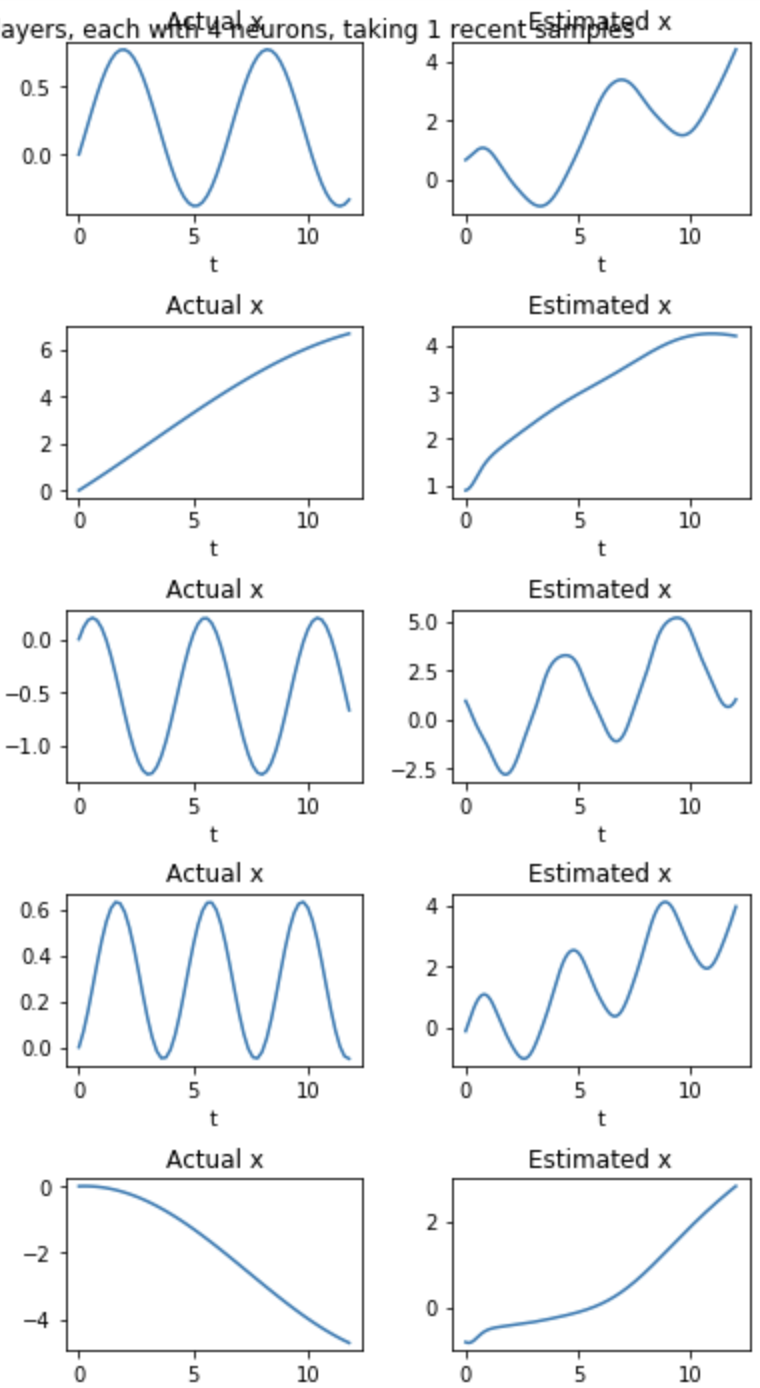 ayers, each with 4 neurons, taking 1 recent samples
Actual x Estimated x
0.5 4
0.0 2
0
0 5 10 0 5 10
t t
Actual x Estimated x
6 4
4 3
2 2
0 1
0 5 10 0 5 10
t t
Actual x Estimated x
0.0 5.0
−0.5 2.5
−1.0 0.0
−2.5
0 5 10 0 5 10
t t
Actual x Estimated x
0.6 4
0.4 2
0.2 0
0.0
0 5 10 0 5 10
t t
Actual x Estimated x
0 2
−2 0
−4
0 5 10 0 5 10